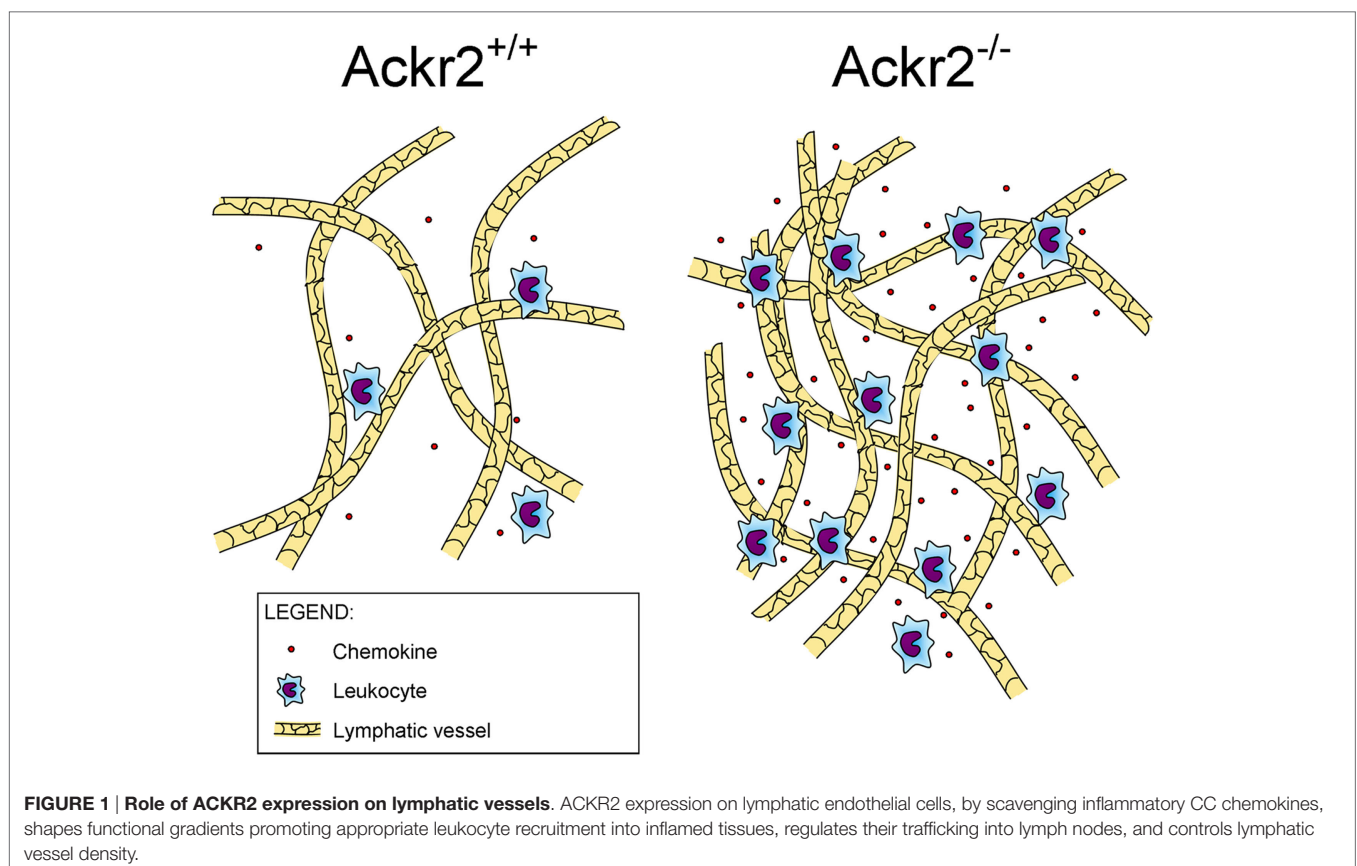 Ackr2+/+
Ackr2-/-
LEGEND:
Chemokine
Leukocyte
Lymphatic vessel
FIGURE 1 | Role of ACKR2 expression on lymphatic vessels. ACKR2 expression on lymphatic endothelial cells, by scavenging inflammatory CC chemokines,
shapes functional gradients promoting appropriate leukocyte recruitment into inflamed tissues, regulates their trafficking into lymph nodes, and controls lymphatic
vessel density.